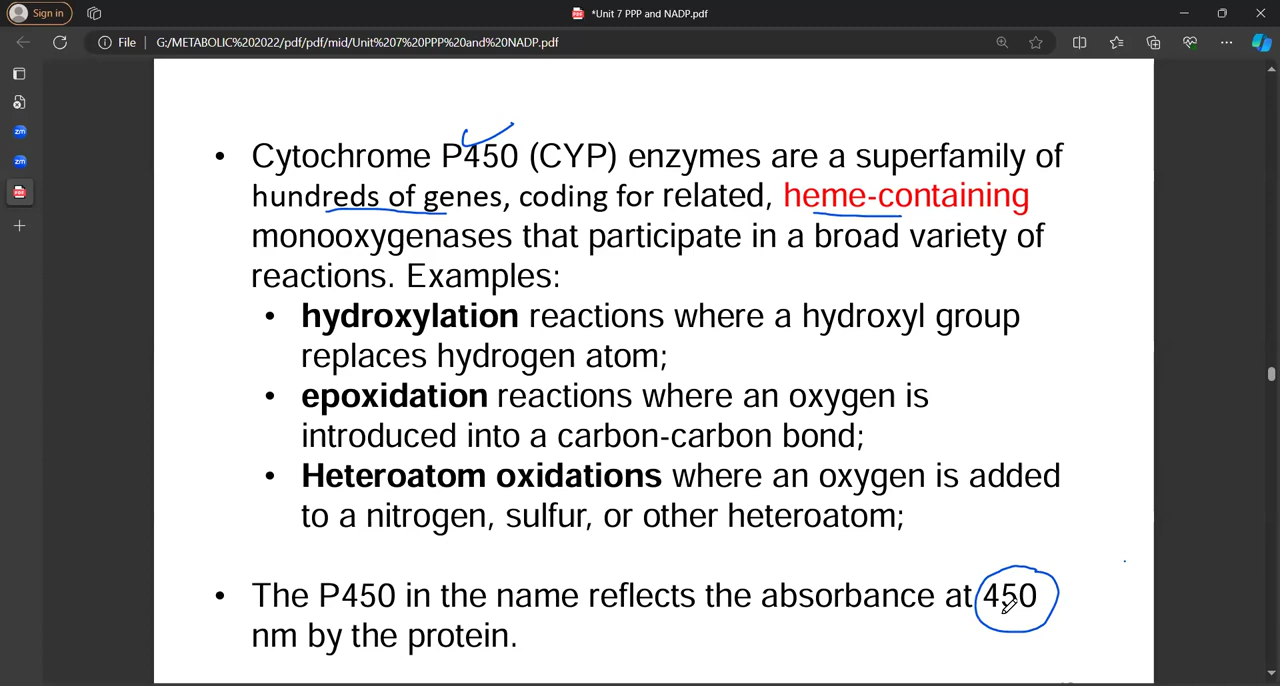 Sign in
*Unit 7 PPP and NADP.pdf
File
G:/METABOLIC%202022/pdf/pdf/mid/Unit%207%20PPP%20and%20NADP.pdf
• Cytochrome P450 (CYP) enzymes are a superfamily of
hundreds of genes, coding for related, heme-containing
monooxygenases that participate in a broad variety of
reactions. Examples:
• hydroxylation reactions where a hydroxyl group
replaces hydrogen atom;
• epoxidation reactions where an oxygen is
introduced into a carbon-carbon bond;
• Heteroatom oxidations where an oxygen is added
to a nitrogen, sulfur, or other heteroatom;
• The P450 in the name reflects the absorbance at 450
nm by the protein.
zm
zm
PDF